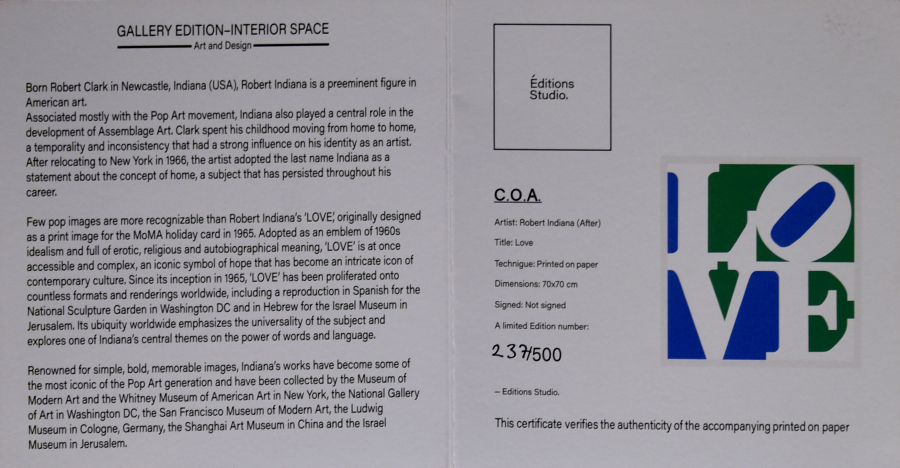 GALLERY EDITION–INTERIOR SPACE
Art and Design
Born Robert Clark in Newcastle, Indiana (USA), Robert Indiana is a preeminent figure in
American art.
Associated mostly with the Pop Art movement, Indiana also played a central role in the
development of Assemblage Art. Clark spent his childhood moving from home to home,
a temporality and inconsistency that had a strong influence on his identity as an artist.
After relocating to New York in 1966, the artist adopted the last name Indiana as a
statement about the concept of home, a subject that has persisted throughout his
career.
Few pop images are more recognizable than Robert Indiana's 'LOVE', originally designed
as a print image for the MoMA holiday card in 1965. Adopted as an emblem of 1960s
idealism and full of erotic, religious and autobiographical meaning, 'LOVE' is at once
accessible and complex, an iconic symbol of hope that has become an intricate icon of
contemporary culture. Since its inception in 1965, 'LOVE' has been proliferated onto
countless formats and renderings worldwide, including a reproduction in Spanish for the
National Sculpture Garden in Washington DC and in Hebrew for the Israel Museum in
Jerusalem. Its ubiquity worldwide emphasizes the universality of the subject and
explores one of Indiana's central themes on the power of words and language.
Renowned for simple, bold, memorable images, Indiana's works have become some of
the most iconic of the Pop Art generation and have been collected by the Museum of
Modern Art and the Whitney Museum of American Art in New York, the National Gallery
of Art in Washington DC, the San Francisco Museum of Modern Art, the Ludwig
Museum in Cologne, Germany, the Shanghai Art Museum in China and the Israel
Museum in Jerusalem.
Éditions
Studio.
C.O.A.
Artist: Robert Indiana (After)
Title: Love
Technigue: Printed on paper
Dimensions: 70x70 cm
Signed: Not signed
A limited Edition number:
237/500
– Editions Studio.
This certificate verifies the authenticity of the accompanying printed on paper
LO
VE